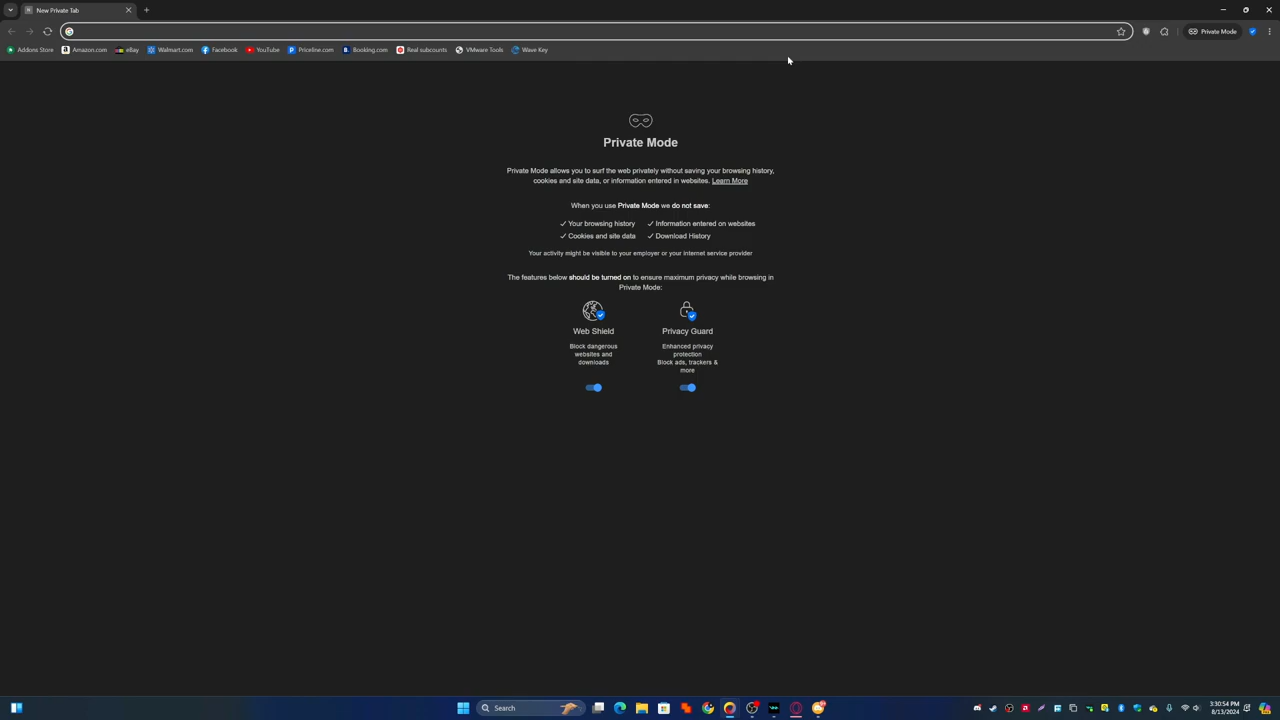 New Private Tab
Private Mode
Addons Store
Amazon.com
eBay
Walmart.com
Facebook
YouTube
Priceline.com
Booking.com
Real subcounts
VMware Tools
Wave Key
Private Mode
Private Mode allows you to surf the web privately without saving your browsing history,
cookies and site data, or information entered in websites. Learn More
When you use Private Mode we do not save:
✓ Your browsing history
✓ Information entered on websites
✓ Cookies and site data
✓ Download History
Your activity might be visible to your employer or your internet service provider
The features below should be turned on to ensure maximum privacy while browsing in
Private Mode:
Web Shield
Block dangerous
websites and
downloads
Privacy Guard
Enhanced privacy
protection
Block ads, trackers &
more
Search
3:30:54 PM
8/13/2024